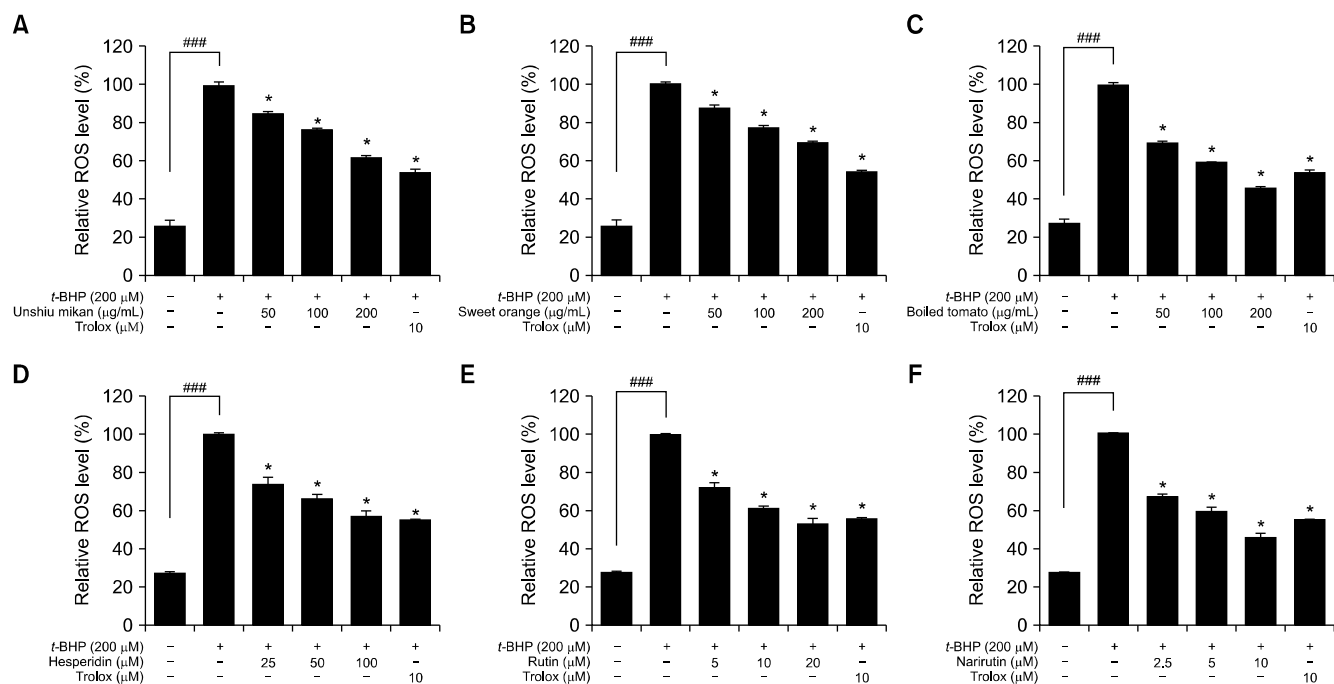 A
Relative ROS level (%)
120
100
80
60
40
20
0
###
*
*
*
*
t-BHP (200 μM) – + + + + +
Unshiu mikan (μg/mL) – – 50 100 200 –
Trolox (μM) – – – – – 10
B
Relative ROS level (%)
120
100
80
60
40
20
0
###
*
*
*
*
t-BHP (200 μM) – + + + + +
Sweet orange (μg/mL) – – 50 100 200 –
Trolox (μM) – – – – – 10
C
Relative ROS level (%)
120
100
80
60
40
20
0
###
*
*
*
*
t-BHP (200 μM) – + + + + +
Boiled tomato (μg/mL) – – 50 100 200 –
Trolox (μM) – – – – – 10
D
Relative ROS level (%)
120
100
80
60
40
20
0
###
*
*
*
*
t-BHP (200 μM) – + + + + +
Hesperidin (μM) – – 25 50 100 –
Trolox (μM) – – – – – 10
E
Relative ROS level (%)
120
100
80
60
40
20
0
###
*
*
*
*
t-BHP (200 μM) – + + + + +
Rutin (μM) – – 5 10 20 –
Trolox (μM) – – – – – 10
F
Relative ROS level (%)
120
100
80
60
40
20
0
###
*
*
*
*
t-BHP (200 μM) – + + + + +
Narirutin (μM) – – 2.5 5 10 –
Trolox (μM) – – – – – 10